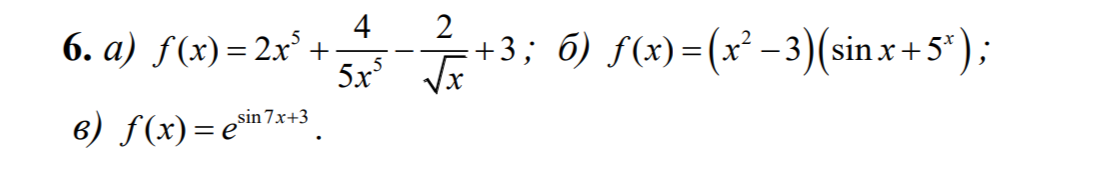 6. а) f(x) = 2x⁵ + 4/(5x⁵) − 2/√x + 3 ; б) f(x) = (x² − 3)(sin x + 5ˣ) ;
в) f(x) = e^(sin 7x+3) .